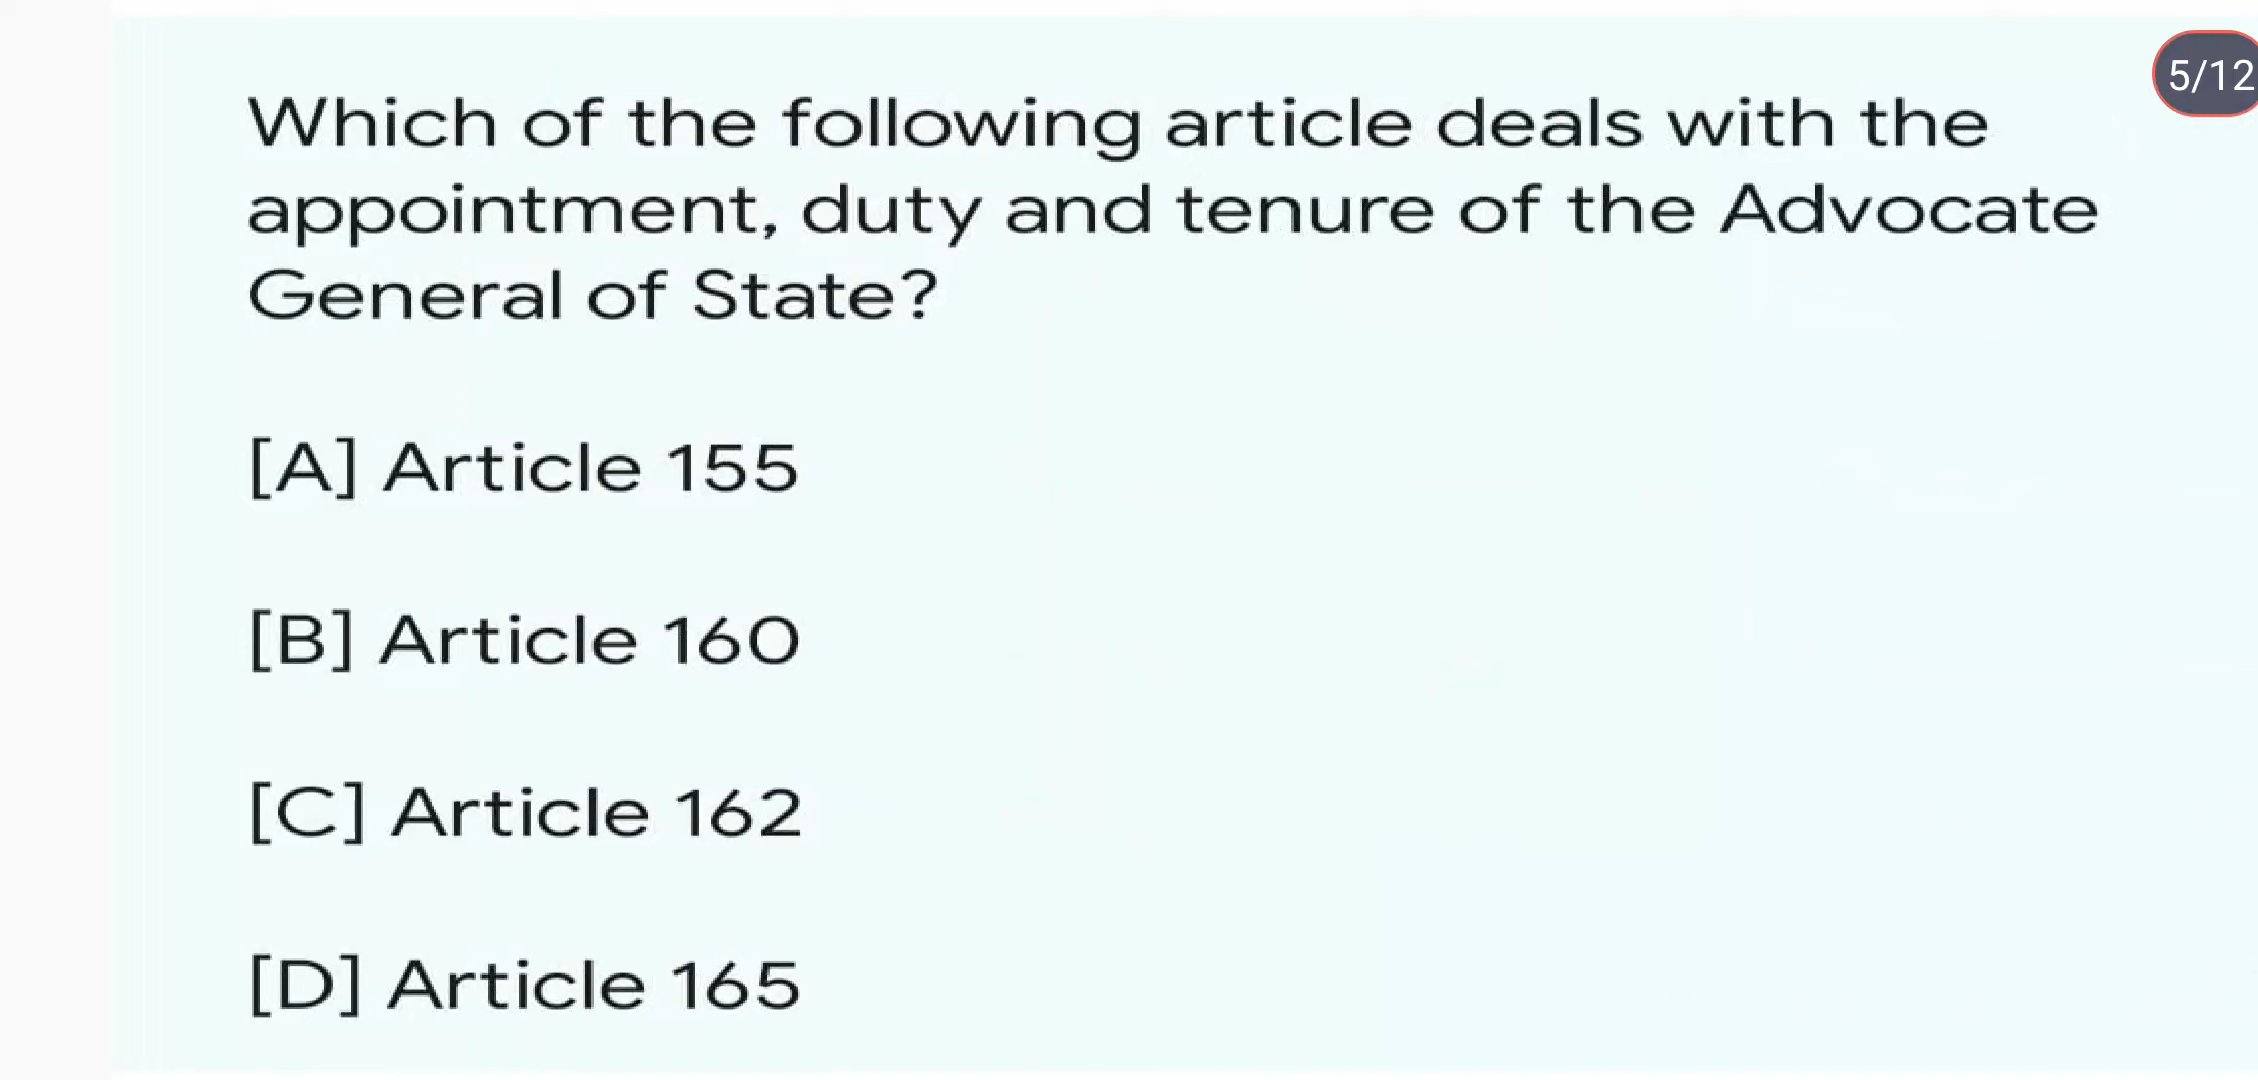 5/12
Which of the following article deals with the
appointment, duty and tenure of the Advocate
General of State?
[A] Article 155
[B] Article 160
[C] Article 162
[D] Article 165